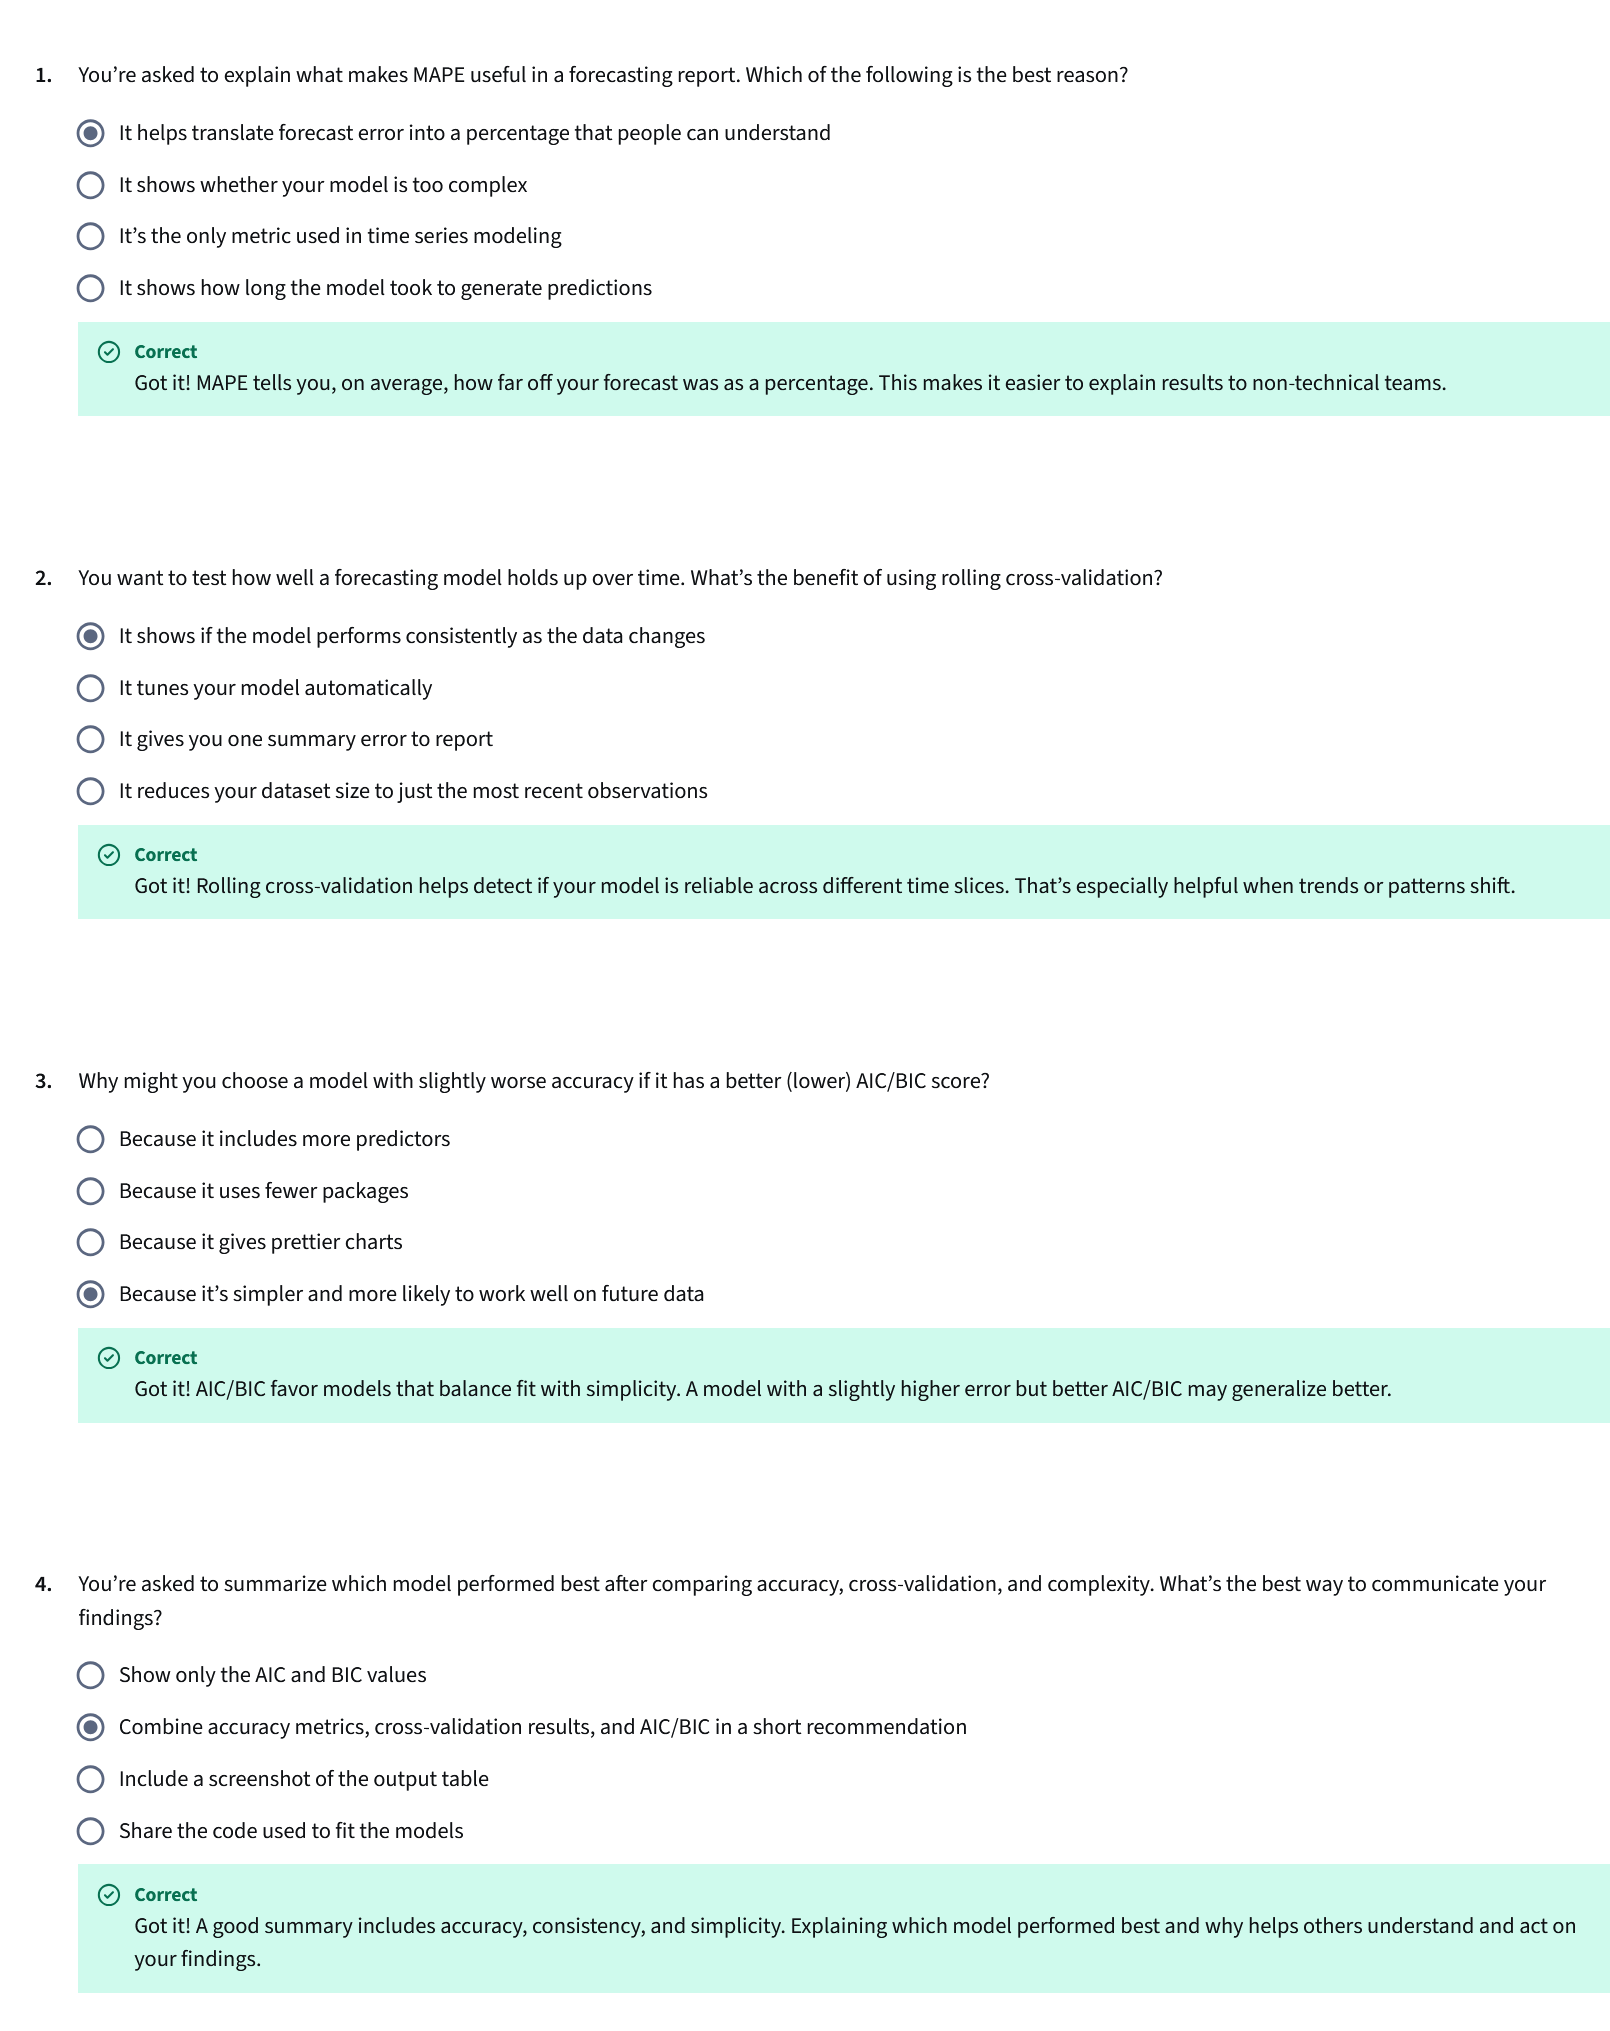 1. You’re asked to explain what makes MAPE useful in a forecasting report. Which of the following is the best reason?
It helps translate forecast error into a percentage that people can understand
It shows whether your model is too complex
It’s the only metric used in time series modeling
It shows how long the model took to generate predictions
Correct
Got it! MAPE tells you, on average, how far off your forecast was as a percentage. This makes it easier to explain results to non-technical teams.
2. You want to test how well a forecasting model holds up over time. What’s the benefit of using rolling cross-validation?
It shows if the model performs consistently as the data changes
It tunes your model automatically
It gives you one summary error to report
It reduces your dataset size to just the most recent observations
Correct
Got it! Rolling cross-validation helps detect if your model is reliable across different time slices. That’s especially helpful when trends or patterns shift.
3. Why might you choose a model with slightly worse accuracy if it has a better (lower) AIC/BIC score?
Because it includes more predictors
Because it uses fewer packages
Because it gives prettier charts
Because it’s simpler and more likely to work well on future data
Correct
Got it! AIC/BIC favor models that balance fit with simplicity. A model with a slightly higher error but better AIC/BIC may generalize better.
4. You’re asked to summarize which model performed best after comparing accuracy, cross-validation, and complexity. What’s the best way to communicate your
findings?
Show only the AIC and BIC values
Combine accuracy metrics, cross-validation results, and AIC/BIC in a short recommendation
Include a screenshot of the output table
Share the code used to fit the models
Correct
Got it! A good summary includes accuracy, consistency, and simplicity. Explaining which model performed best and why helps others understand and act on
your findings.